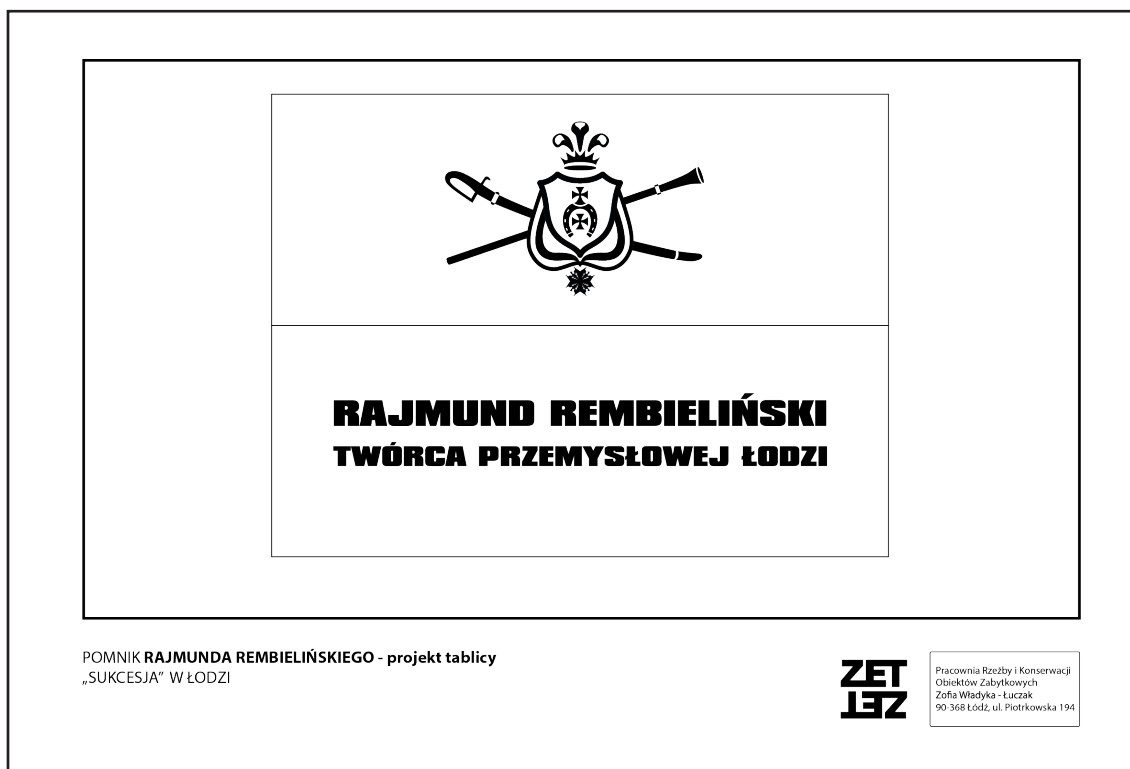 RAJMUND REMBIELIŃSKI
TWÓRCA PRZEMYSŁOWEJ ŁODZI
POMNIK RAJMUNDA REMBIELIŃSKIEGO - projekt tablicy
„SUKCESJA” W ŁODZI
ZET
ZET
Pracownia Rzeźby i Konserwacji
Obiektów Zabytkowych
Zofia Władyka - Łuczak
90-368 Łódź, ul. Piotrkowska 194